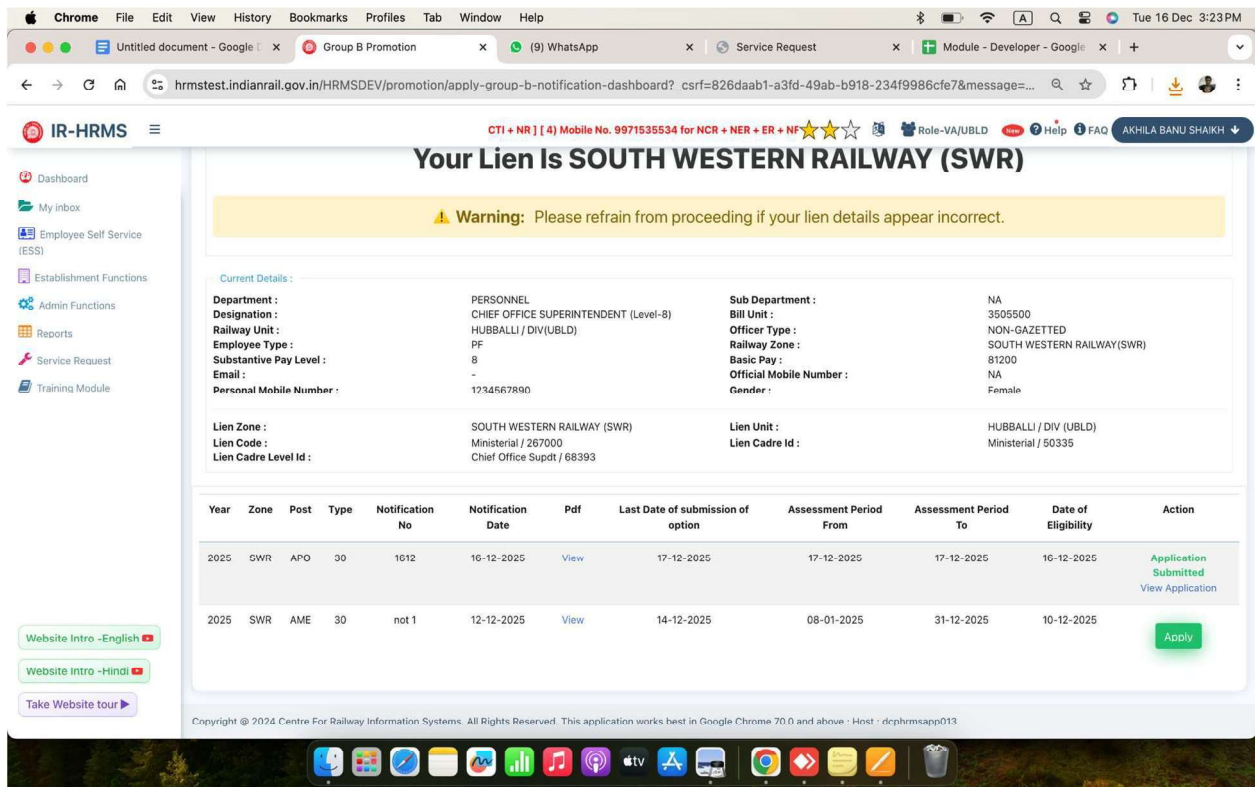 Chrome File Edit View History Bookmarks Profiles Tab Window Help
A Tue 16 Dec 3:23 PM
Untitled document - Google D Group B Promotion (9) WhatsApp Service Request Module - Developer - Google
hrmstest.indianrail.gov.in/HRMSDEV/promotion/apply-group-b-notification-dashboard?_csrf=826daab1-a3fd-49ab-b918-234f9986cfe7&message=...
IR-HRMS CTI + NR ] [ 4) Mobile No. 9971535534 for NCR + NER + ER + NF Role-VA/UBLD New Help FAQ AKHILA BANU SHAIKH
Your Lien Is SOUTH WESTERN RAILWAY (SWR)
Warning: Please refrain from proceeding if your lien details appear incorrect.
Dashboard
My inbox
Employee Self Service
(ESS)
Establishment Functions
Admin Functions
Reports
Service Request
Training Module
Current Details :
Department : PERSONNEL Sub Department : NA
Designation : CHIEF OFFICE SUPERINTENDENT (Level-8) Bill Unit : 3505500
Railway Unit : HUBBALLI / DIV(UBLD) Officer Type : NON-GAZETTED
Employee Type : PF Railway Zone : SOUTH WESTERN RAILWAY(SWR)
Substantive Pay Level : 8 Basic Pay : 81200
Email : - Official Mobile Number : NA
Personal Mobile Number : 1234567890 Gender : Female
Lien Zone : SOUTH WESTERN RAILWAY (SWR) Lien Unit : HUBBALLI / DIV (UBLD)
Lien Code : Ministerial / 267000 Lien Cadre Id : Ministerial / 50335
Lien Cadre Level Id : Chief Office Supdt / 68393
Year Zone Post Type Notification Notification Pdf Last Date of submission of Assessment Period Assessment Period Date of Action
No Date option From To Eligibility
2025 SWR APO 30 1612 16-12-2025 View 17-12-2025 17-12-2025 17-12-2025 16-12-2025 Application
Submitted
View Application
2025 SWR AME 30 not 1 12-12-2025 View 14-12-2025 08-01-2025 31-12-2025 10-12-2025 Apply
Website Intro -English
Website Intro -Hindi
Take Website tour
Copyright @ 2024 Centre For Railway Information Systems. All Rights Reserved. This application works best in Google Chrome 70.0 and above : Host : dcphrmsapp013
tv